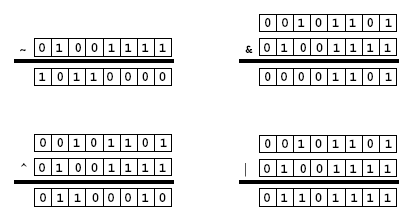 ~ 0 1 0 0 1 1 1 1
1 0 1 1 0 0 0 0
0 0 1 0 1 1 0 1
& 0 1 0 0 1 1 1 1
0 0 0 0 1 1 0 1
0 0 1 0 1 1 0 1
^ 0 1 0 0 1 1 1 1
0 1 1 0 0 0 1 0
0 0 1 0 1 1 0 1
| 0 1 0 0 1 1 1 1
0 1 1 0 1 1 1 1